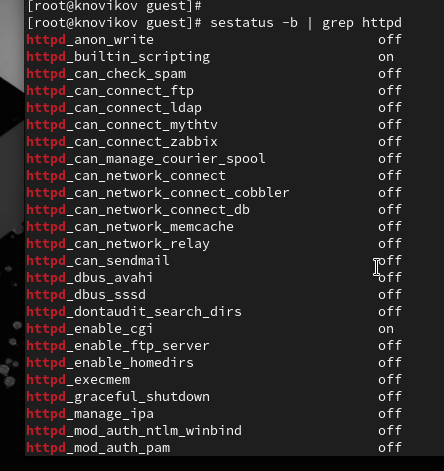 [root@knovikov guest]#
[root@knovikov guest]# sestatus -b | grep httpd
httpd_anon_write off
httpd_builtin_scripting on
httpd_can_check_spam off
httpd_can_connect_ftp off
httpd_can_connect_ldap off
httpd_can_connect_mythtv off
httpd_can_connect_zabbix off
httpd_can_manage_courier_spool off
httpd_can_network_connect off
httpd_can_network_connect_cobbler off
httpd_can_network_connect_db off
httpd_can_network_memcache off
httpd_can_network_relay off
httpd_can_sendmail off
httpd_dbus_avahi off
httpd_dbus_sssd off
httpd_dontaudit_search_dirs off
httpd_enable_cgi on
httpd_enable_ftp_server off
httpd_enable_homedirs off
httpd_execmem off
httpd_graceful_shutdown off
httpd_manage_ipa off
httpd_mod_auth_ntlm_winbind off
httpd_mod_auth_pam off